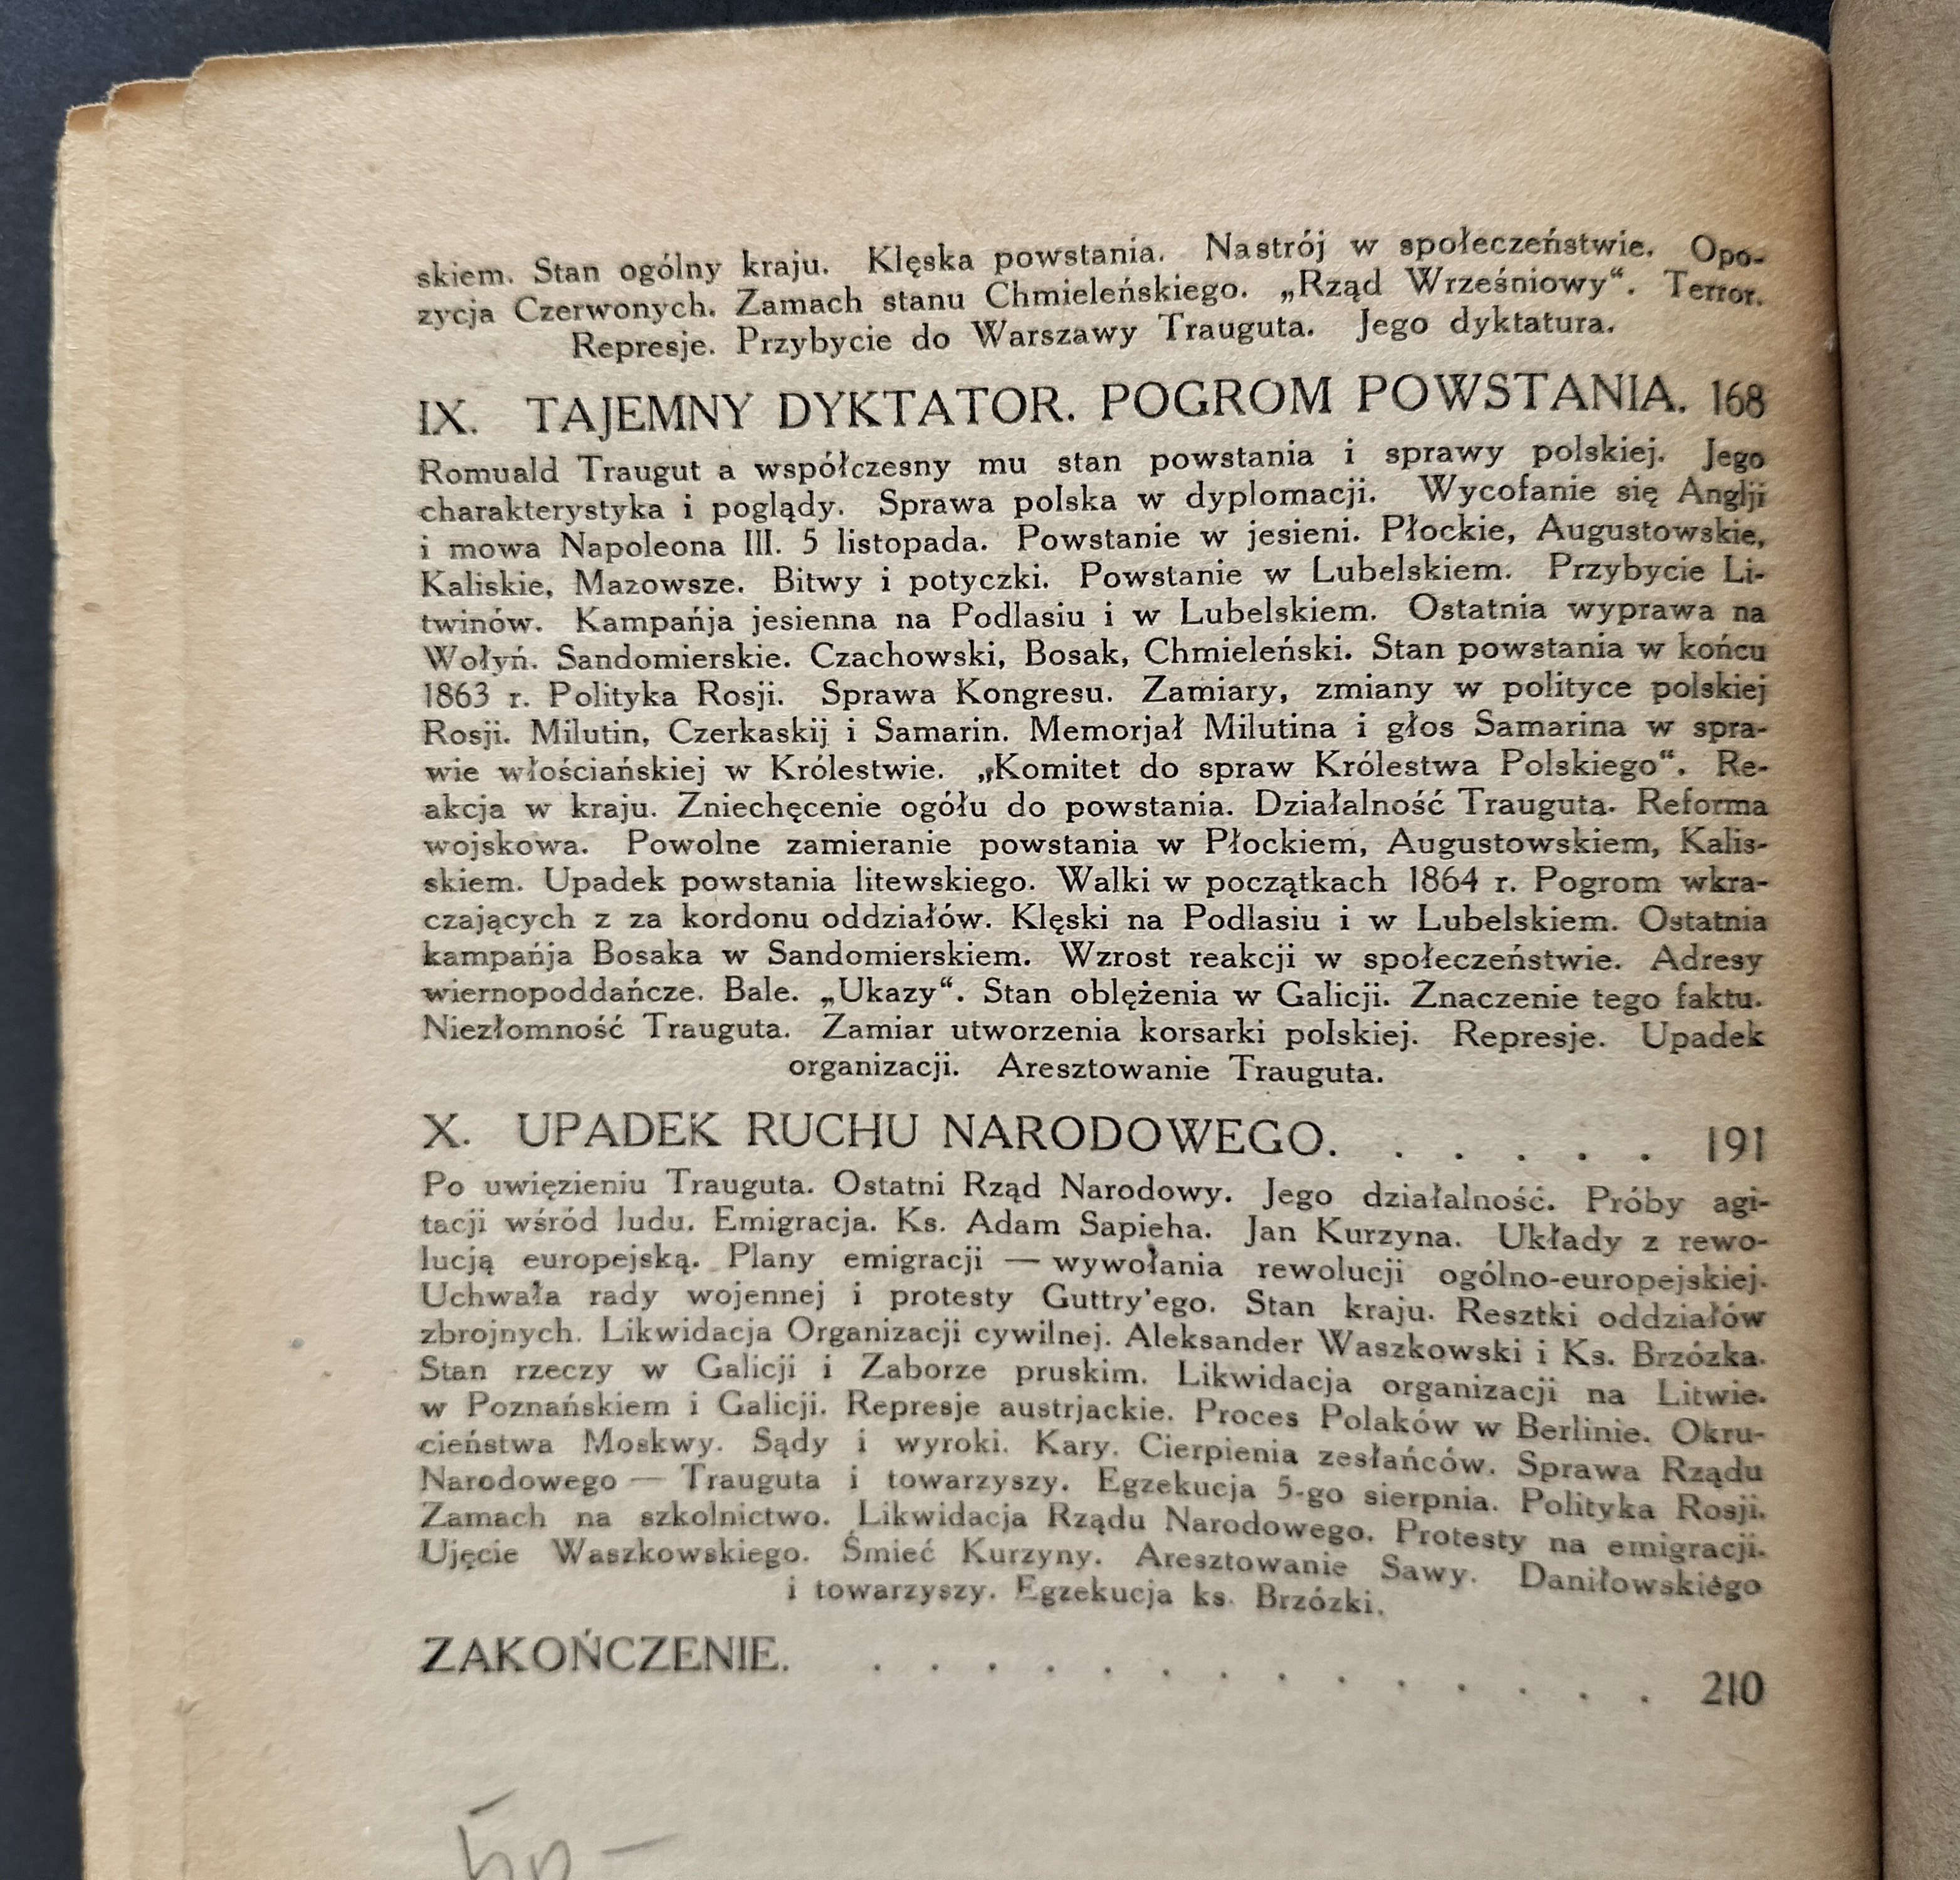 skiem. Stan ogólny kraju. Klęska powstania. Nastrój w społeczeństwie. Opo-
zycja Czerwonych. Zamach stanu Chmieleńskiego. „Rząd Wrześniowy“. Terror.
Represje. Przybycie do Warszawy Trauguta. Jego dyktatura.
IX. TAJEMNY DYKTATOR. POGROM POWSTANIA. 168
Romuald Traugut a współczesny mu stan powstania i sprawy polskiej. Jego
charakterystyka i poglądy. Sprawa polska w dyplomacji. Wycofanie się Anglji
i mowa Napoleona III. 5 listopada. Powstanie w jesieni. Płockie, Augustowskie,
Kaliskie, Mazowsze. Bitwy i potyczki. Powstanie w Lubelskiem. Przybycie Li-
twinów. Kampańja jesienna na Podlasiu i w Lubelskiem. Ostatnia wyprawa na
Wołyń. Sandomierskie. Czachowski, Bosak, Chmieleński. Stan powstania w końcu
1863 r. Polityka Rosji. Sprawa Kongresu. Zamiary, zmiany w polityce polskiej
Rosji. Milutin, Czerkaskij i Samarin. Memorjał Milutina i głos Samarina w spra-
wie włościańskiej w Królestwie. „Komitet do spraw Królestwa Polskiego“. Re-
akcja w kraju. Zniechęcenie ogółu do powstania. Działalność Trauguta. Reforma
wojskowa. Powolne zamieranie powstania w Płockiem, Augustowskiem, Kalis-
skiem. Upadek powstania litewskiego. Walki w początkach 1864 r. Pogrom wkra-
czających z za kordonu oddziałów. Klęski na Podlasiu i w Lubelskiem. Ostatnia
kampańja Bosaka w Sandomierskiem. Wzrost reakcji w społeczeństwie. Adresy
wiernopoddańcze. Bale. „Ukazy“. Stan oblężenia w Galicji. Znaczenie tego faktu.
Niezłomność Trauguta. Zamiar utworzenia korsarki polskiej. Represje. Upadek
organizacji. Aresztowanie Trauguta.
X. UPADEK RUCHU NARODOWEGO. . . . . . 191
Po uwięzieniu Trauguta. Ostatni Rząd Narodowy. Jego działalność. Próby agi-
tacji wśród ludu. Emigracja. Ks. Adam Sapieha. Jan Kurzyna. Układy z rewo-
lucją europejską. Plany emigracji — wywołania rewolucji ogólno-europejskiej.
Uchwała rady wojennej i protesty Guttry’ego. Stan kraju. Resztki oddziałów
zbrojnych. Likwidacja Organizacji cywilnej. Aleksander Waszkowski i Ks. Brzózka.
Stan rzeczy w Galicji i Zaborze pruskim. Likwidacja organizacji na Litwie.
w Poznańskiem i Galicji. Represje austrjackie. Proces Polaków w Berlinie. Okru-
cieństwa Moskwy. Sądy i wyroki. Kary. Cierpienia zesłańców. Sprawa Rządu
Narodowego — Trauguta i towarzyszy. Egzekucja 5-go sierpnia. Polityka Rosji.
Zamach na szkolnictwo. Likwidacja Rządu Narodowego. Protesty na emigracji.
Ujęcie Waszkowskiego. Śmieć Kurzyny. Aresztowanie Sawy. Daniłowskiego
i towarzyszy. Egzekucja ks. Brzózki.
ZAKOŃCZENIE. . . . . . . . . . . . . . . 210